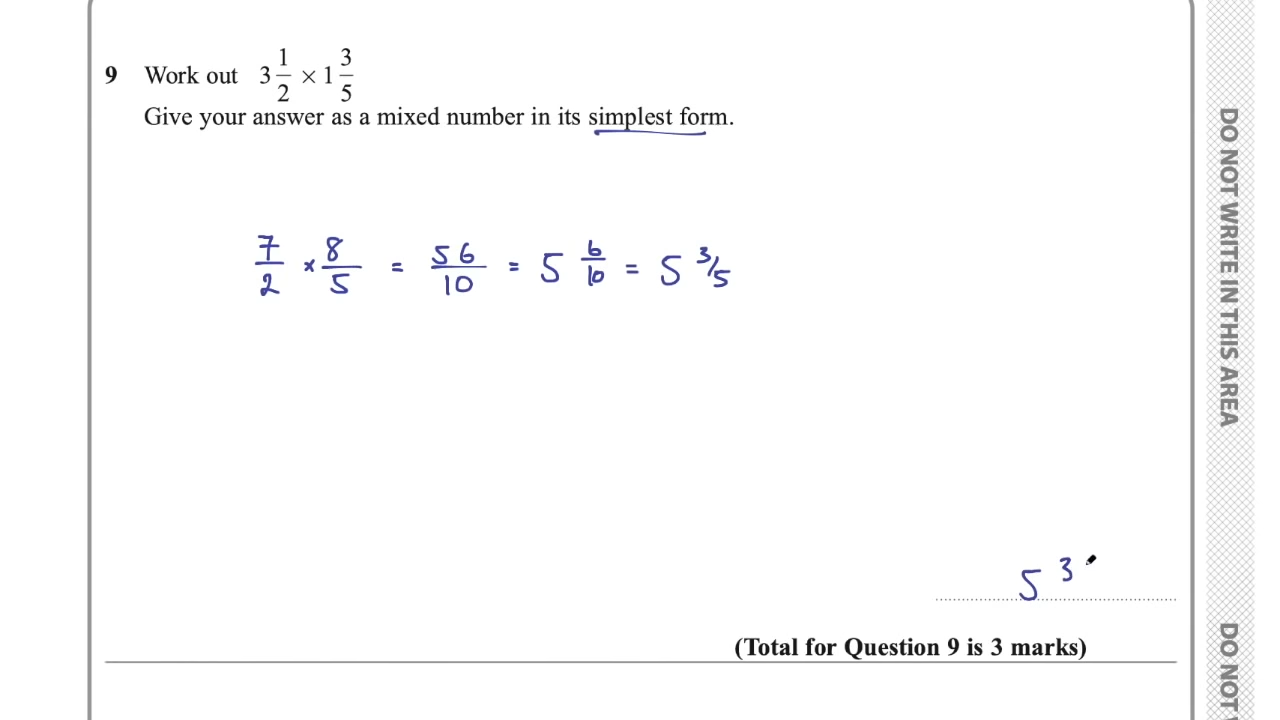 9 Work out 3 1/2 × 1 3/5
Give your answer as a mixed number in its simplest form.
7/2 × 8/5 = 56/10 = 5 6/10 = 5 3/5
5 3
(Total for Question 9 is 3 marks)
DO NOT WRITE IN THIS AREA
DO NOT